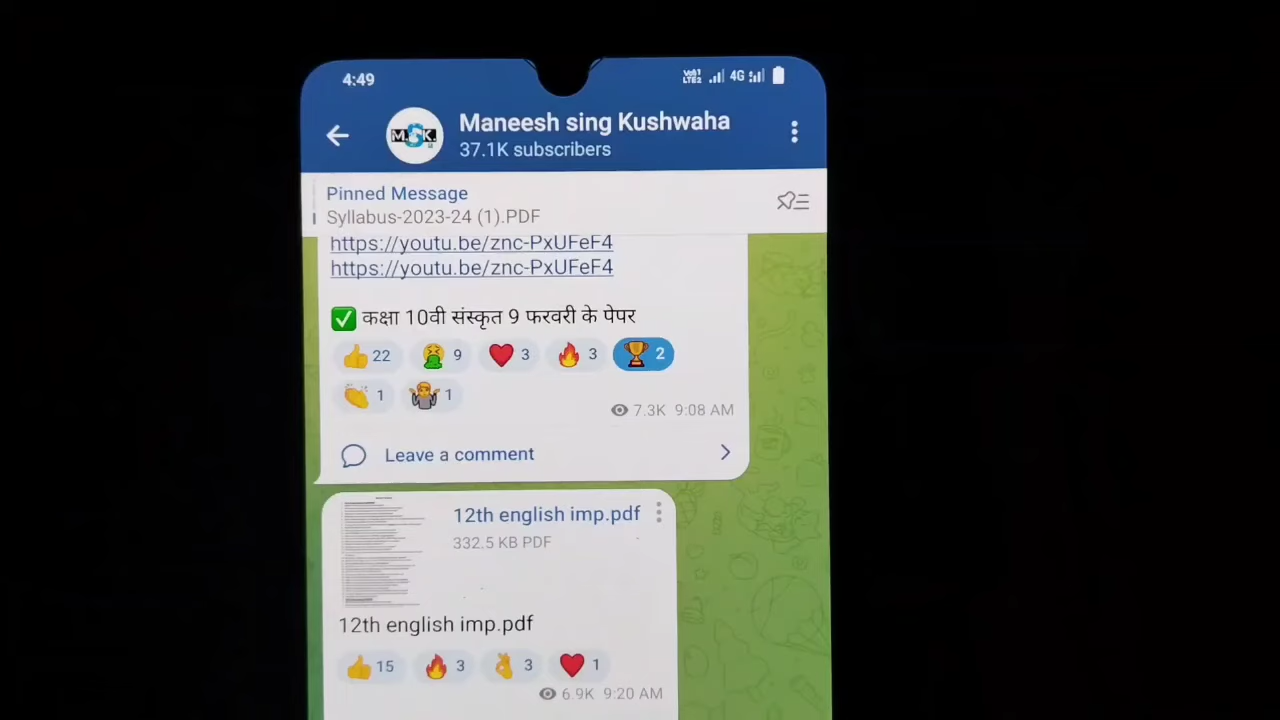 4:49
Vo1 LTE2 4G
M.S.K.
Maneesh sing Kushwaha
37.1K subscribers
Pinned Message
Syllabus-2023-24 (1).PDF
https://youtu.be/znc-PxUFeF4
https://youtu.be/znc-PxUFeF4
✅ कक्षा 10वी संस्कृत 9 फरवरी के पेपर
👍 22 🤮 9 ❤️ 3 🔥 3 🏆 2
👏 1 🤷 1
7.3K 9:08 AM
Leave a comment
12th english imp.pdf
332.5 KB PDF
12th english imp.pdf
👍 15 🔥 3 🫰 3 ❤️ 1
6.9K 9:20 AM